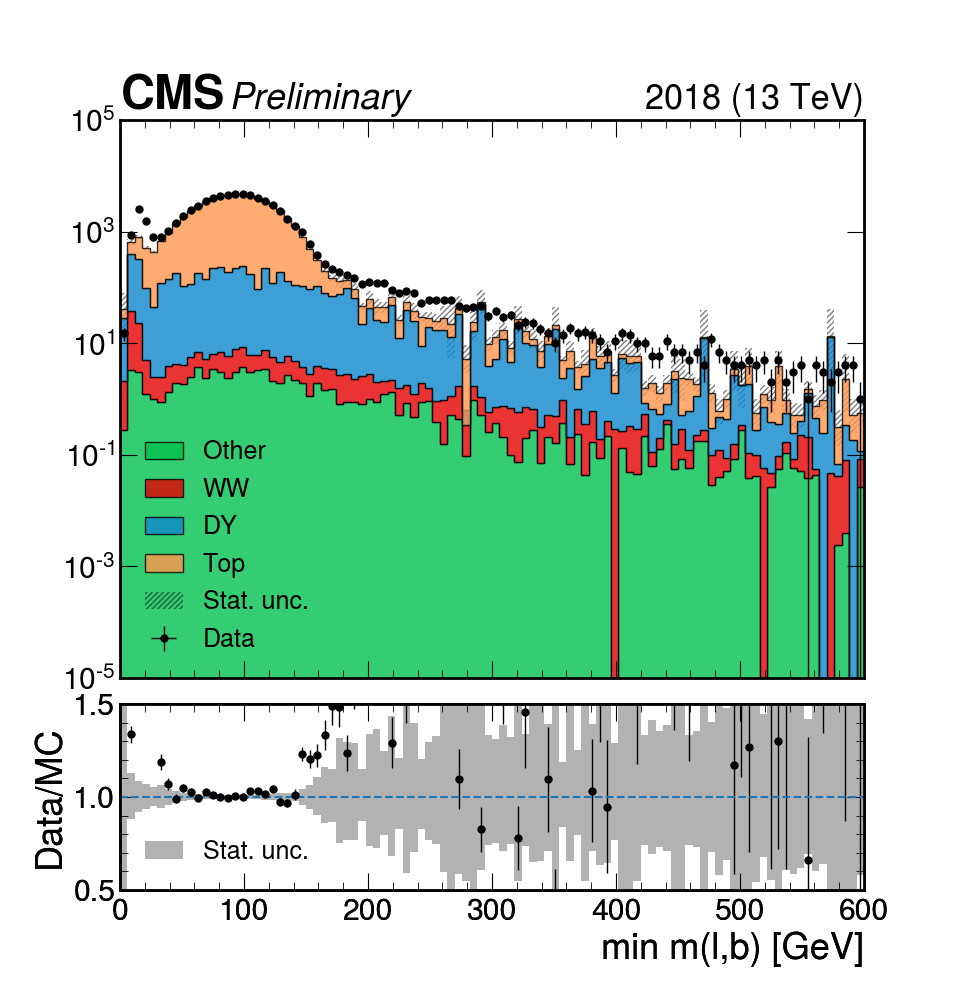 CMS Preliminary 2018 (13 TeV)
10^5
10^3
10^1
10^-1
10^-3
10^-5
Other
WW
DY
Top
Stat. unc.
Data
1.5
1.0
0.5
Data/MC
Stat. unc.
0 100 200 300 400 500 600
min m(l,b) [GeV]